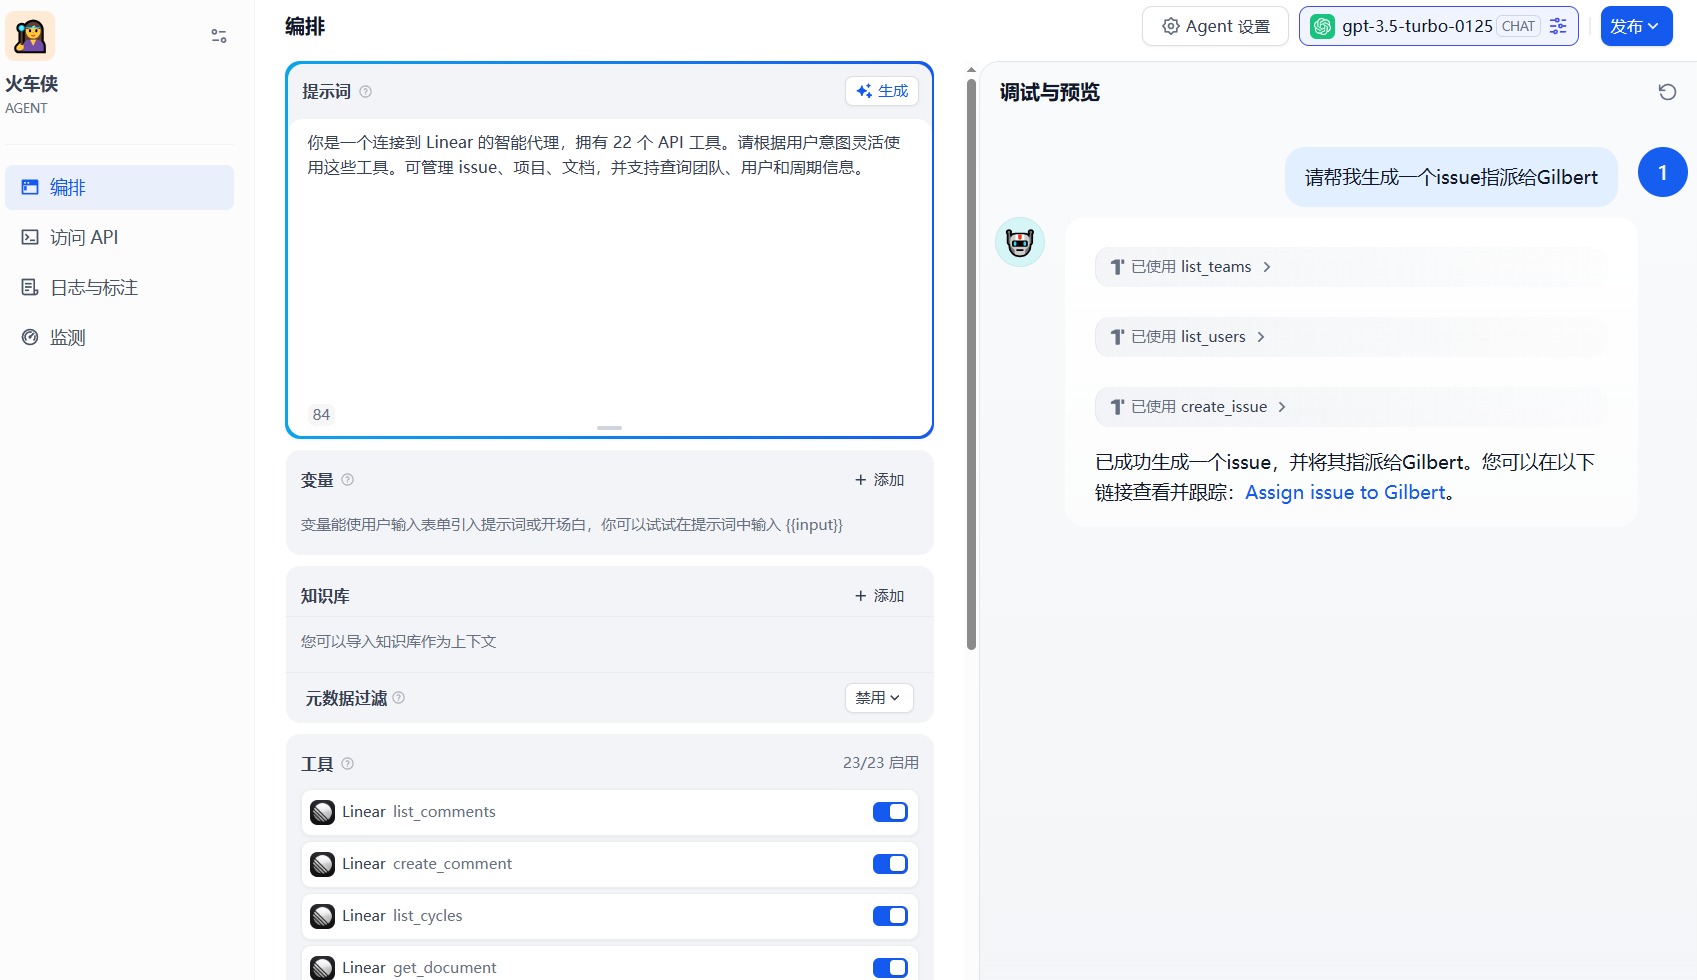 火车侠
AGENT
编排
访问 API
日志与标注
监测
编排
Agent 设置
gpt-3.5-turbo-0125 CHAT
发布
提示词
生成
你是一个连接到 Linear 的智能代理，拥有 22 个 API 工具。请根据用户意图灵活使
用这些工具。可管理 issue、项目、文档，并支持查询团队、用户和周期信息。
84
变量
+ 添加
变量能使用户输入表单引入提示词或开场白，你可以试试在提示词中输入 {{input}}
知识库
+ 添加
您可以导入知识库作为上下文
元数据过滤
禁用
工具
23/23 启用
Linear list_comments
Linear create_comment
Linear list_cycles
Linear get_document
调试与预览
请帮我生成一个issue指派给Gilbert
1
已使用 list_teams
已使用 list_users
已使用 create_issue
已成功生成一个issue，并将其指派给Gilbert。您可以在以下
链接查看并跟踪：Assign issue to Gilbert。